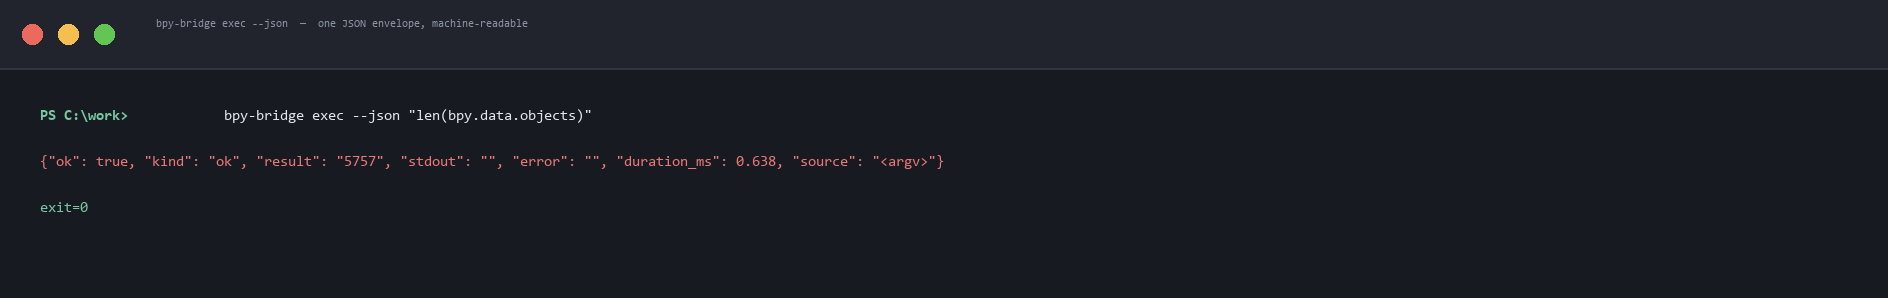 bpy-bridge exec --json — one JSON envelope, machine-readable
PS C:\work> bpy-bridge exec --json "len(bpy.data.objects)"
{"ok": true, "kind": "ok", "result": "5757", "stdout": "", "error": "", "duration_ms": 0.638, "source": "<argv>"}
exit=0